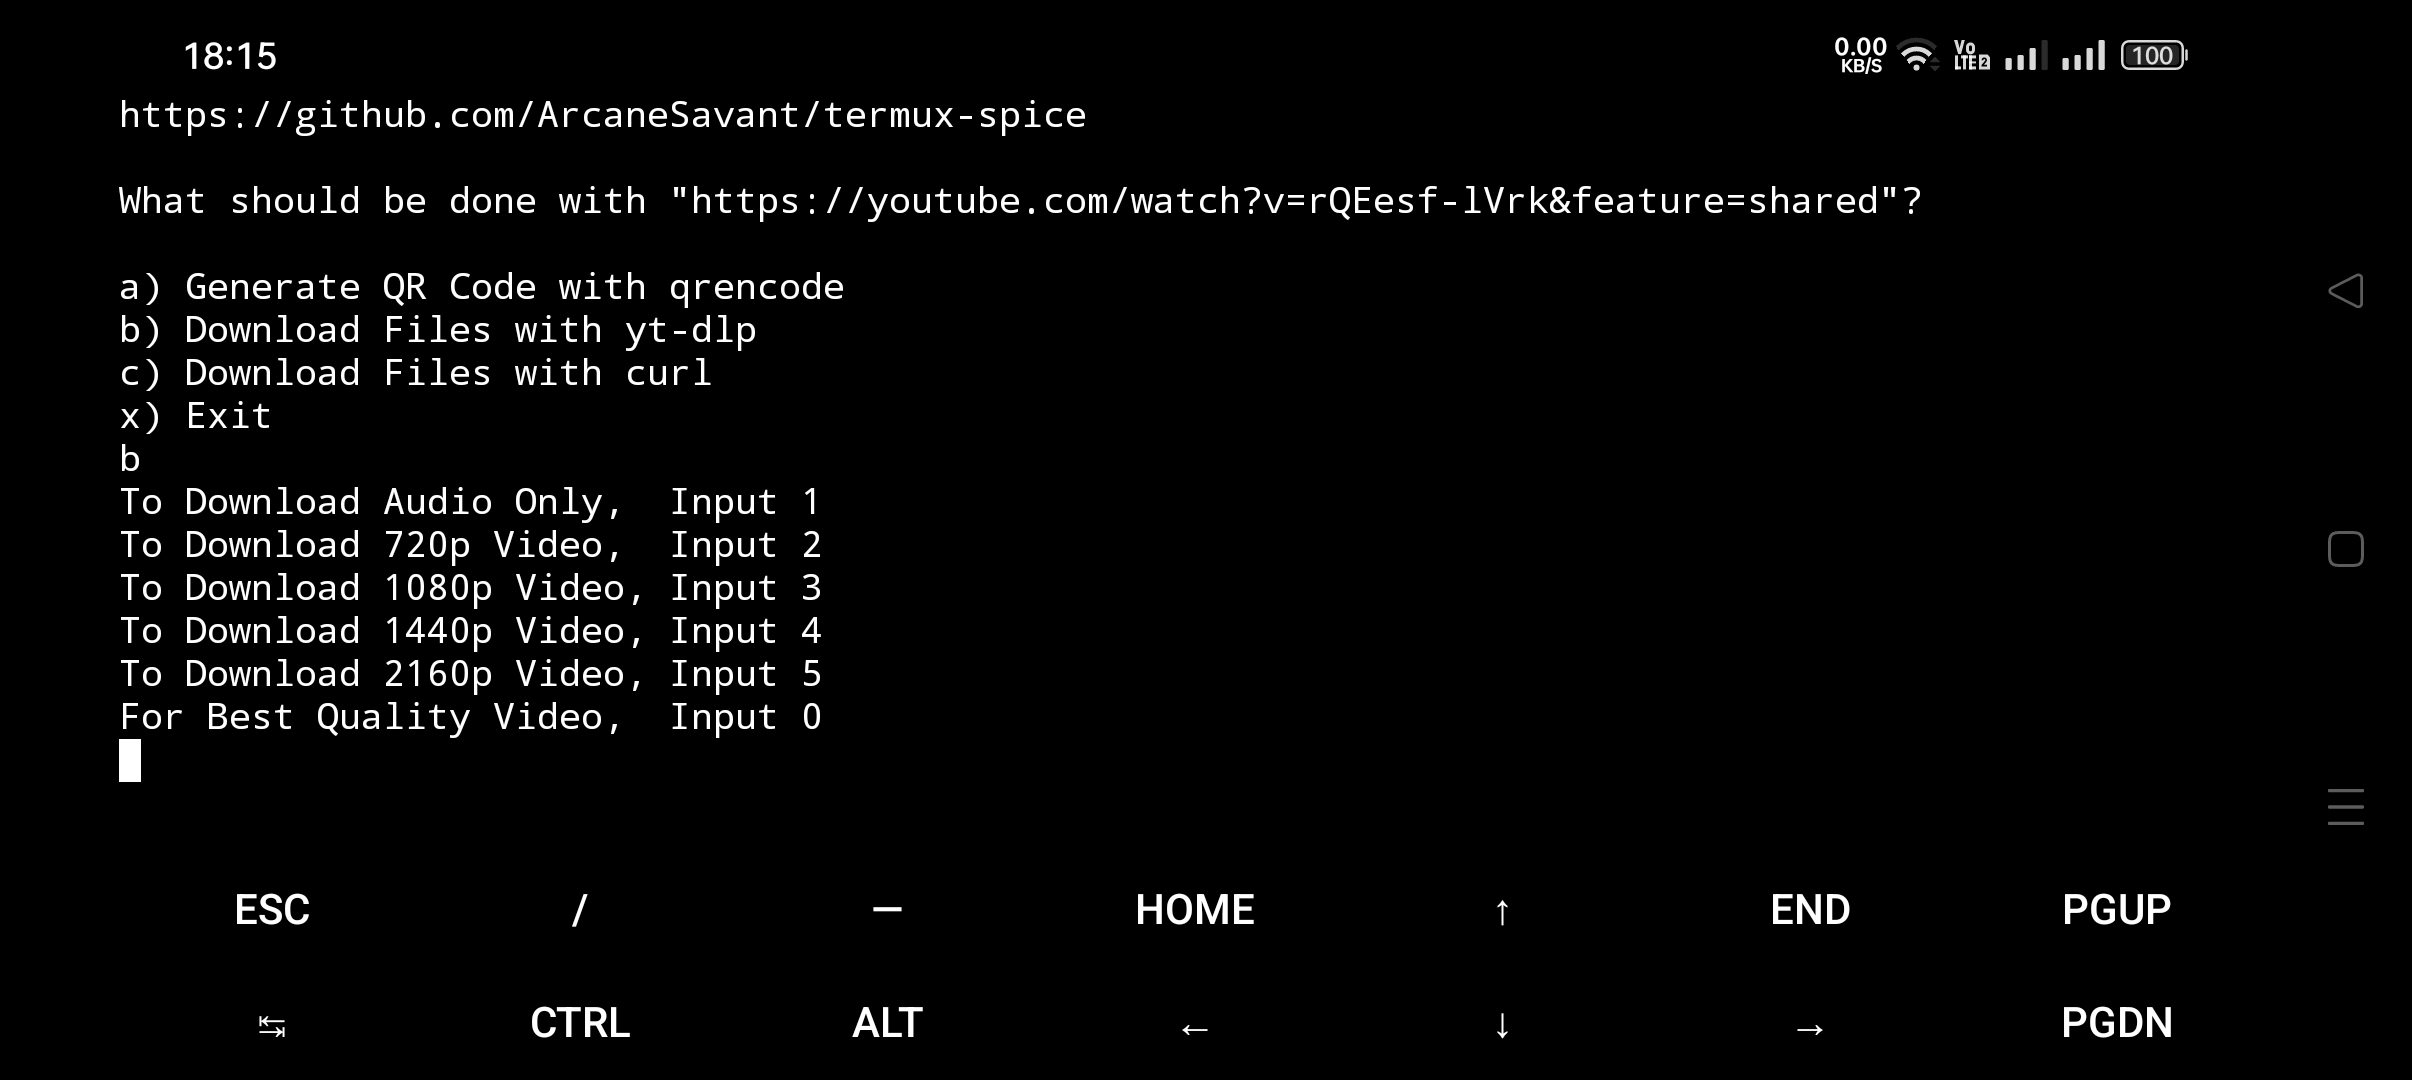 18:15
0.00 KB/S Vo LTE 2 100
https://github.com/ArcaneSavant/termux-spice
What should be done with "https://youtube.com/watch?v=rQEesf-lVrk&feature=shared"?
a) Generate QR Code with qrencode
b) Download Files with yt-dlp
c) Download Files with curl
x) Exit
b
To Download Audio Only,  Input 1
To Download 720p Video,  Input 2
To Download 1080p Video, Input 3
To Download 1440p Video, Input 4
To Download 2160p Video, Input 5
For Best Quality Video,  Input 0
ESC / — HOME ↑ END PGUP
↹ CTRL ALT ← ↓ → PGDN